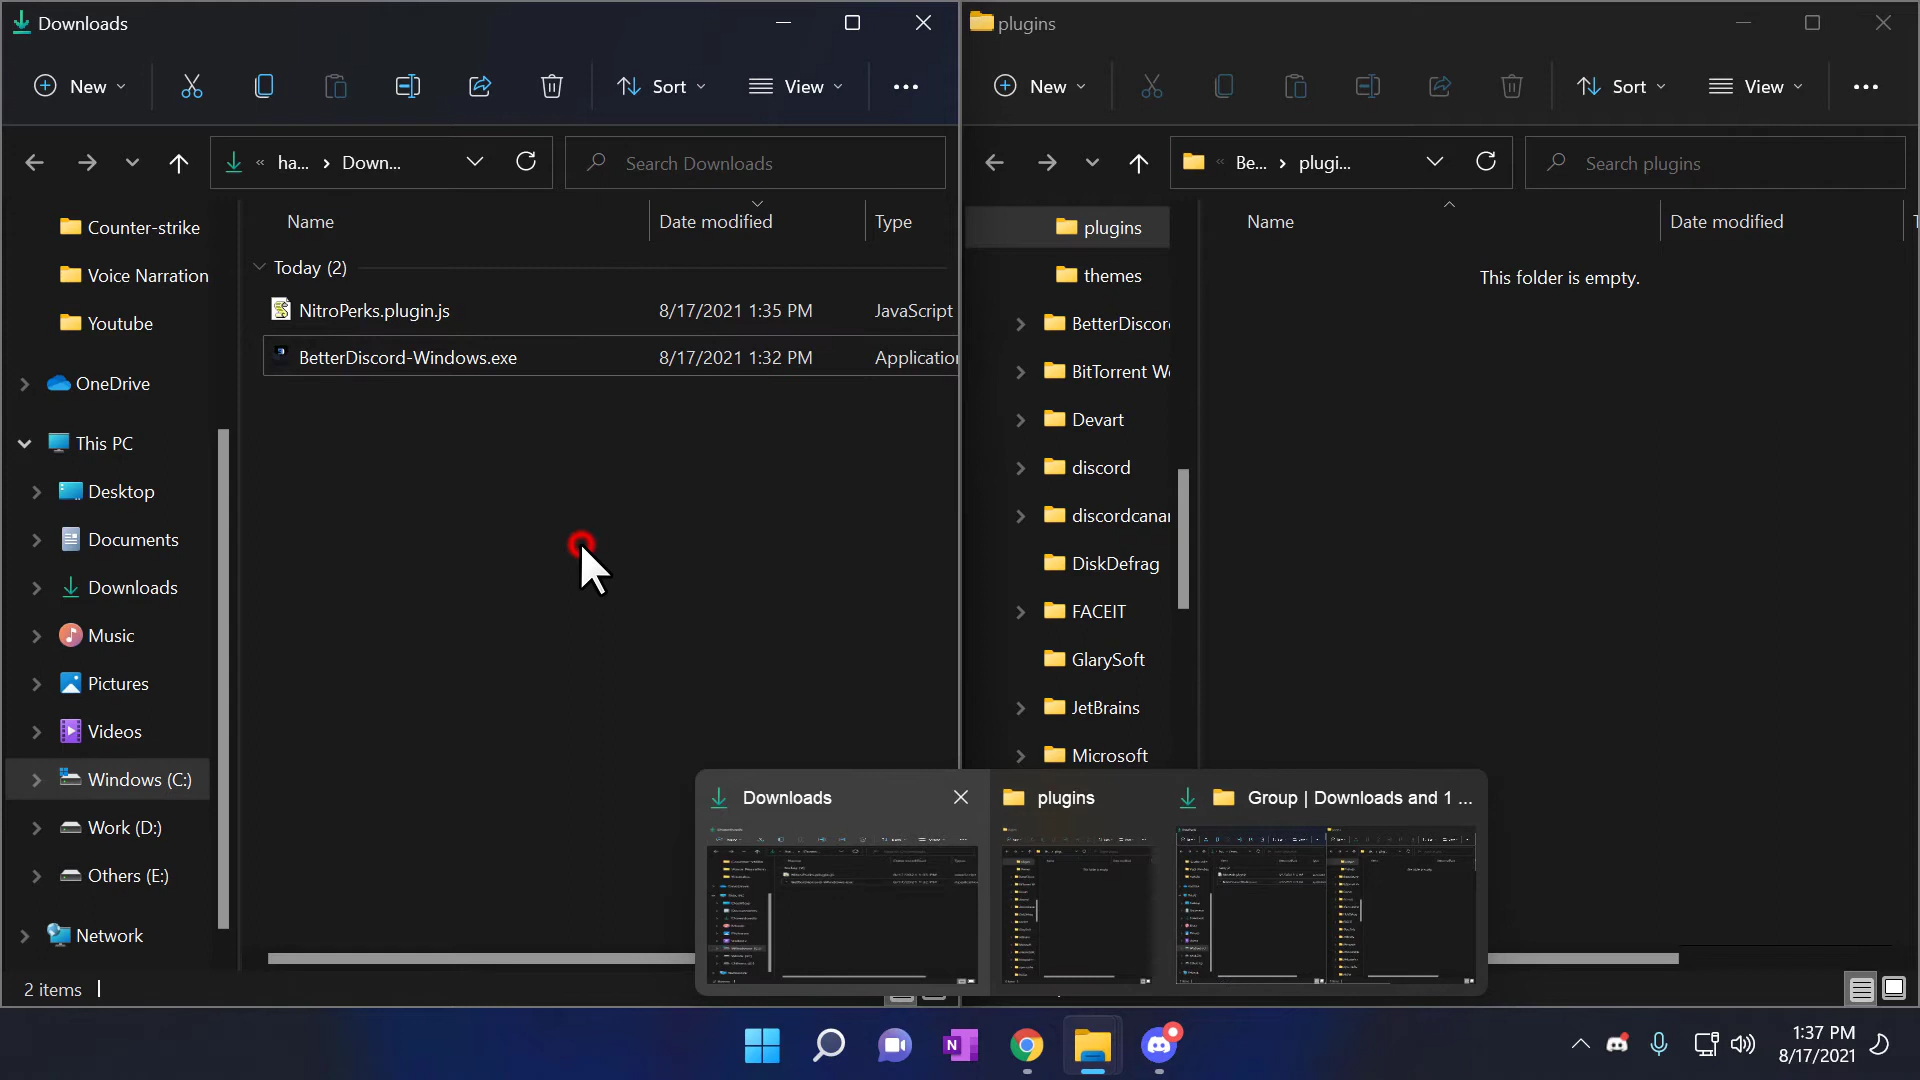 Downloads
New
Sort
View
ha...
Down...
Search Downloads
Counter-strike
Voice Narration
Youtube
OneDrive
This PC
Desktop
Documents
Downloads
Music
Pictures
Videos
Windows (C:)
Work (D:)
Others (E:)
Network
Name
Date modified
Type
Today (2)
NitroPerks.plugin.js 8/17/2021 1:35 PM JavaScript
BetterDiscord-Windows.exe 8/17/2021 1:32 PM Applicatio
2 items
plugins
New
Sort
View
Be...
plugi...
Search plugins
plugins
themes
BetterDiscor
BitTorrent We
Devart
discord
discordcanar
DiskDefrag
FACEIT
GlarySoft
JetBrains
Microsoft
Name
Date modified
This folder is empty.
Downloads
plugins
Group | Downloads and 1 ...
1:37 PM
8/17/2021